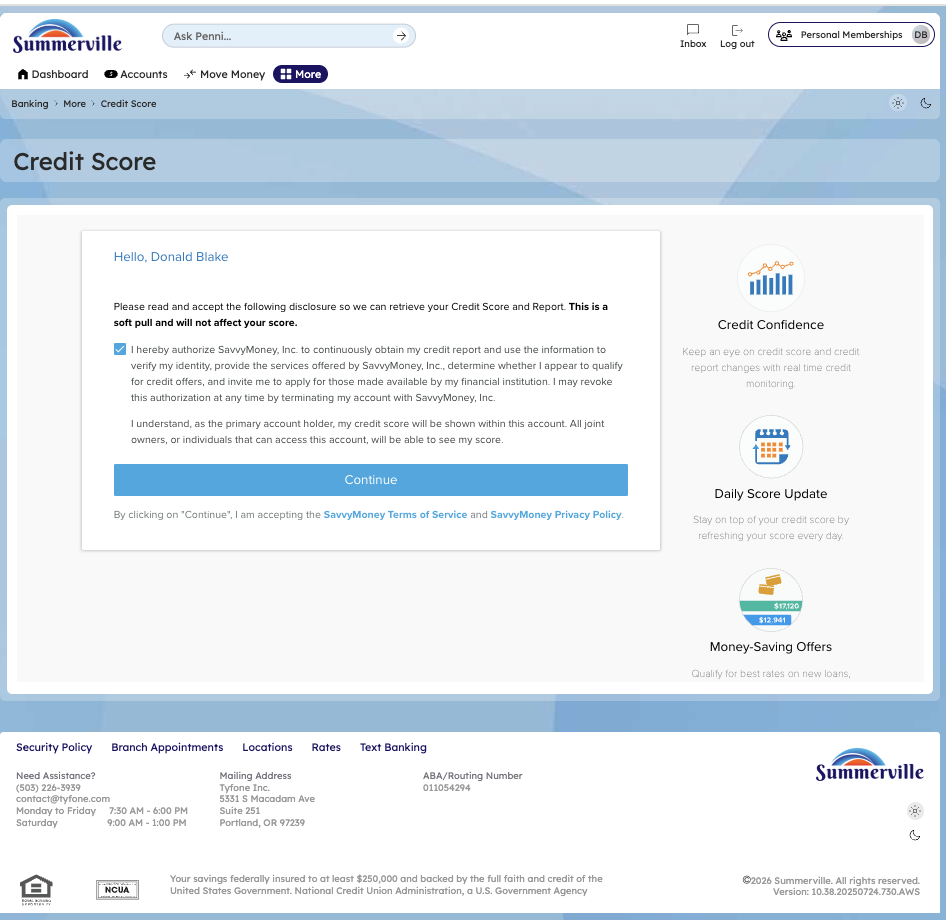 Summerville
Ask Penni...
Inbox
Log out
Personal Memberships
DB
Dashboard
Accounts
Move Money
More
Banking > More > Credit Score
Credit Score
Hello, Donald Blake
Please read and accept the following disclosure so we can retrieve your Credit Score and Report. This is a
soft pull and will not affect your score.
I hereby authorize SavvyMoney, Inc. to continuously obtain my credit report and use the information to
verify my identity, provide the services offered by SavvyMoney, Inc., determine whether I appear to qualify
for credit offers, and invite me to apply for those made available by my financial institution. I may revoke
this authorization at any time by terminating my account with SavvyMoney, Inc.
I understand, as the primary account holder, my credit score will be shown within this account. All joint
owners, or individuals that can access this account, will be able to see my score.
Continue
By clicking on "Continue", I am accepting the SavvyMoney Terms of Service and SavvyMoney Privacy Policy.
Credit Confidence
Keep an eye on credit score and credit
report changes with real time credit
monitoring.
Daily Score Update
Stay on top of your credit score by
refreshing your score every day.
$17,120
$12,941
Money-Saving Offers
Qualify for best rates on new loans,
Security Policy
Branch Appointments
Locations
Rates
Text Banking
Need Assistance?
(503) 226-3939
contact@tyfone.com
Monday to Friday 7:30 AM - 6:00 PM
Saturday 9:00 AM - 1:00 PM
Mailing Address
Tyfone Inc.
5331 S Macadam Ave
Suite 251
Portland, OR 97239
ABA/Routing Number
011054294
Summerville
NCUA
Your savings federally insured to at least $250,000 and backed by the full faith and credit of the
United States Government. National Credit Union Administration, a U.S. Government Agency
©2026 Summerville. All rights reserved.
Version: 10.38.20250724.730.AWS